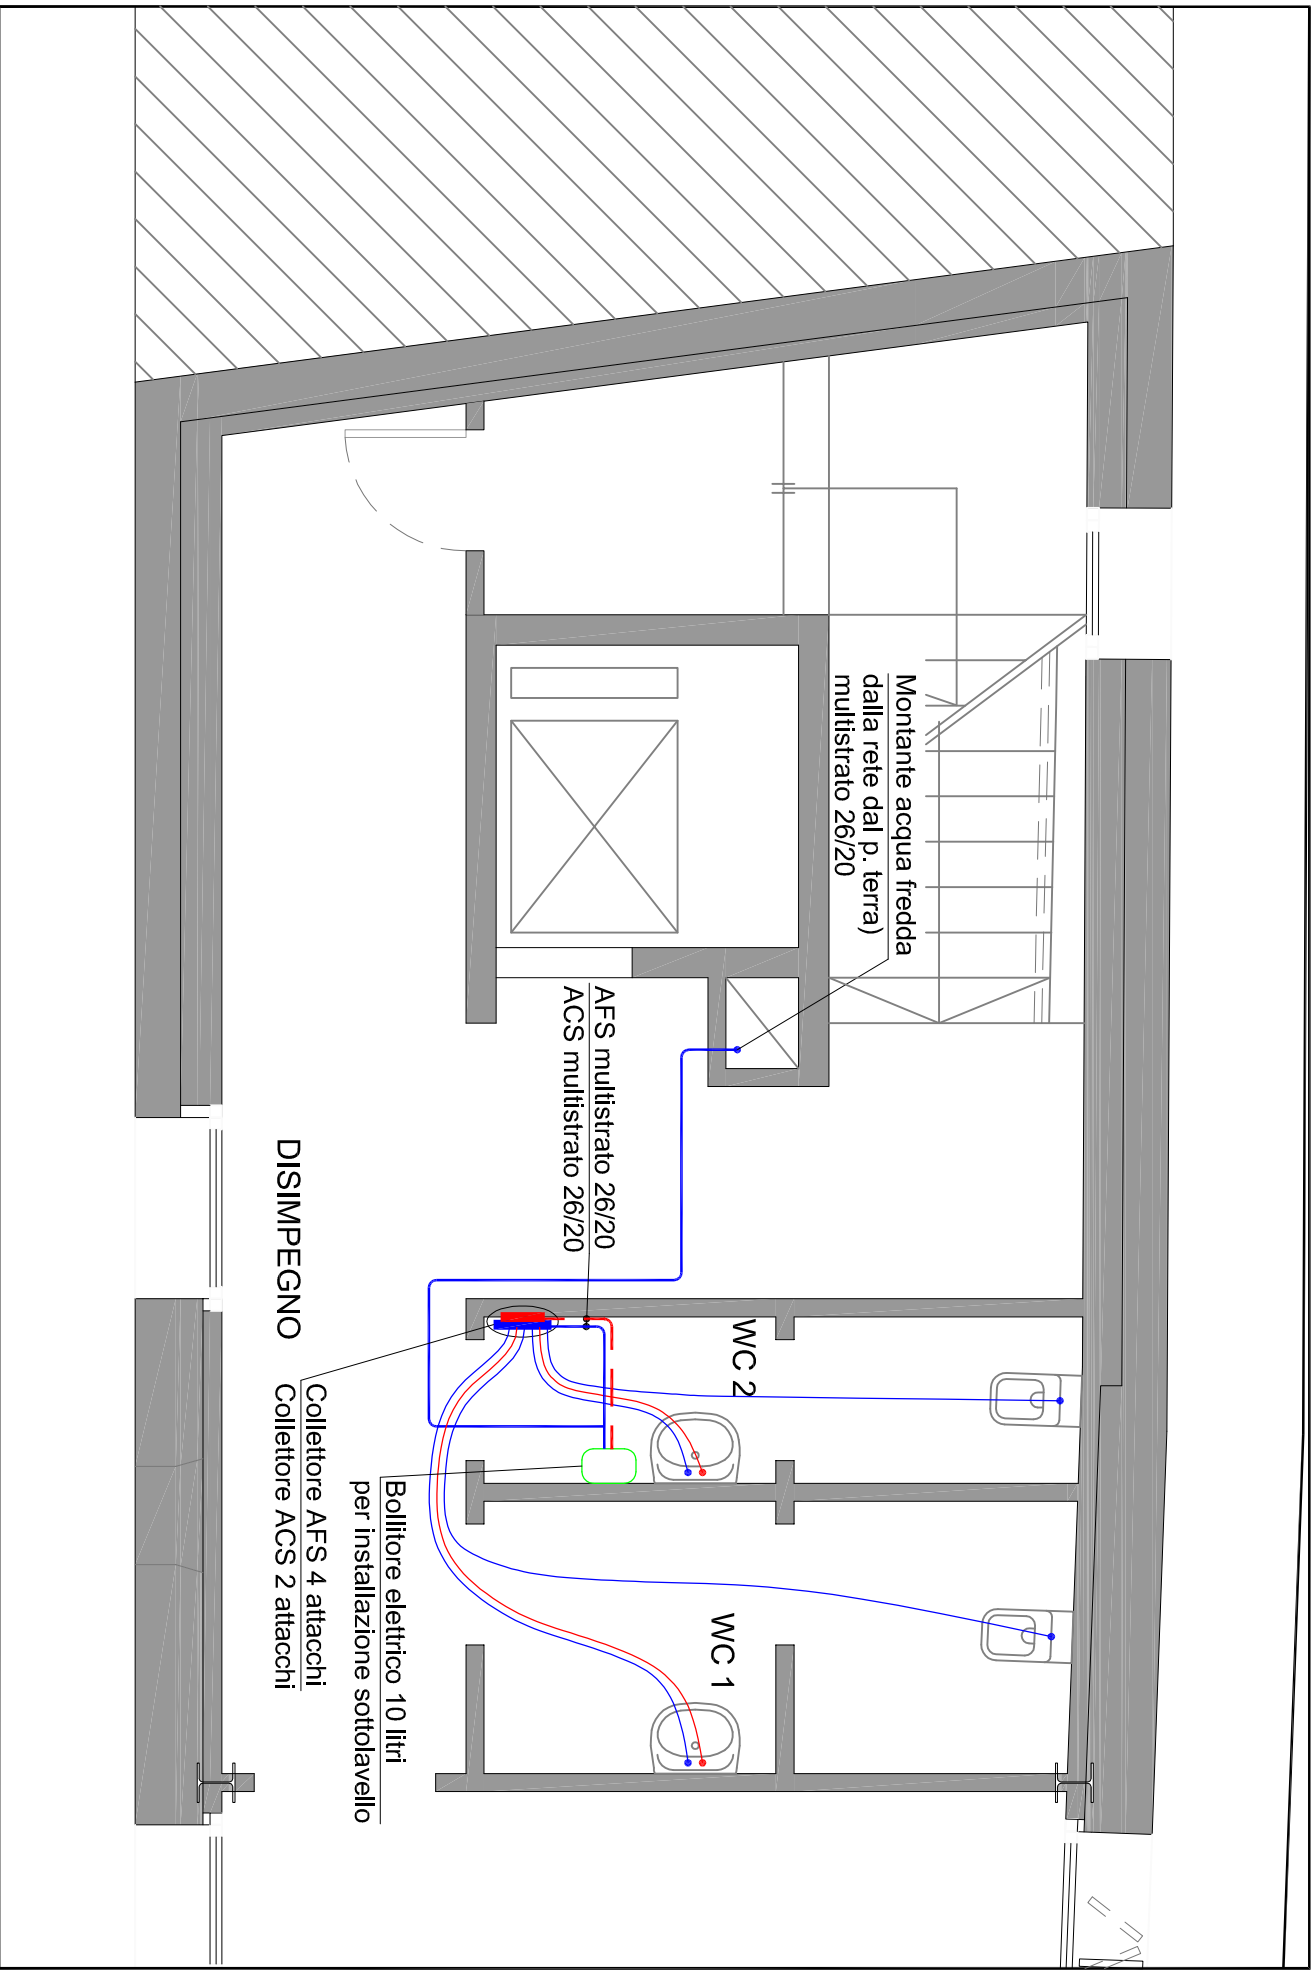 Montante acqua fredda
dalla rete dal p. terra)
multistrato 26/20
AFS multistrato 26/20
ACS multistrato 26/20
WC 2
WC 1
DISIMPEGNO
Collettore AFS 4 attacchi
Collettore ACS 2 attacchi
Bollitore elettrico 10 litri
per installazione sottolavello